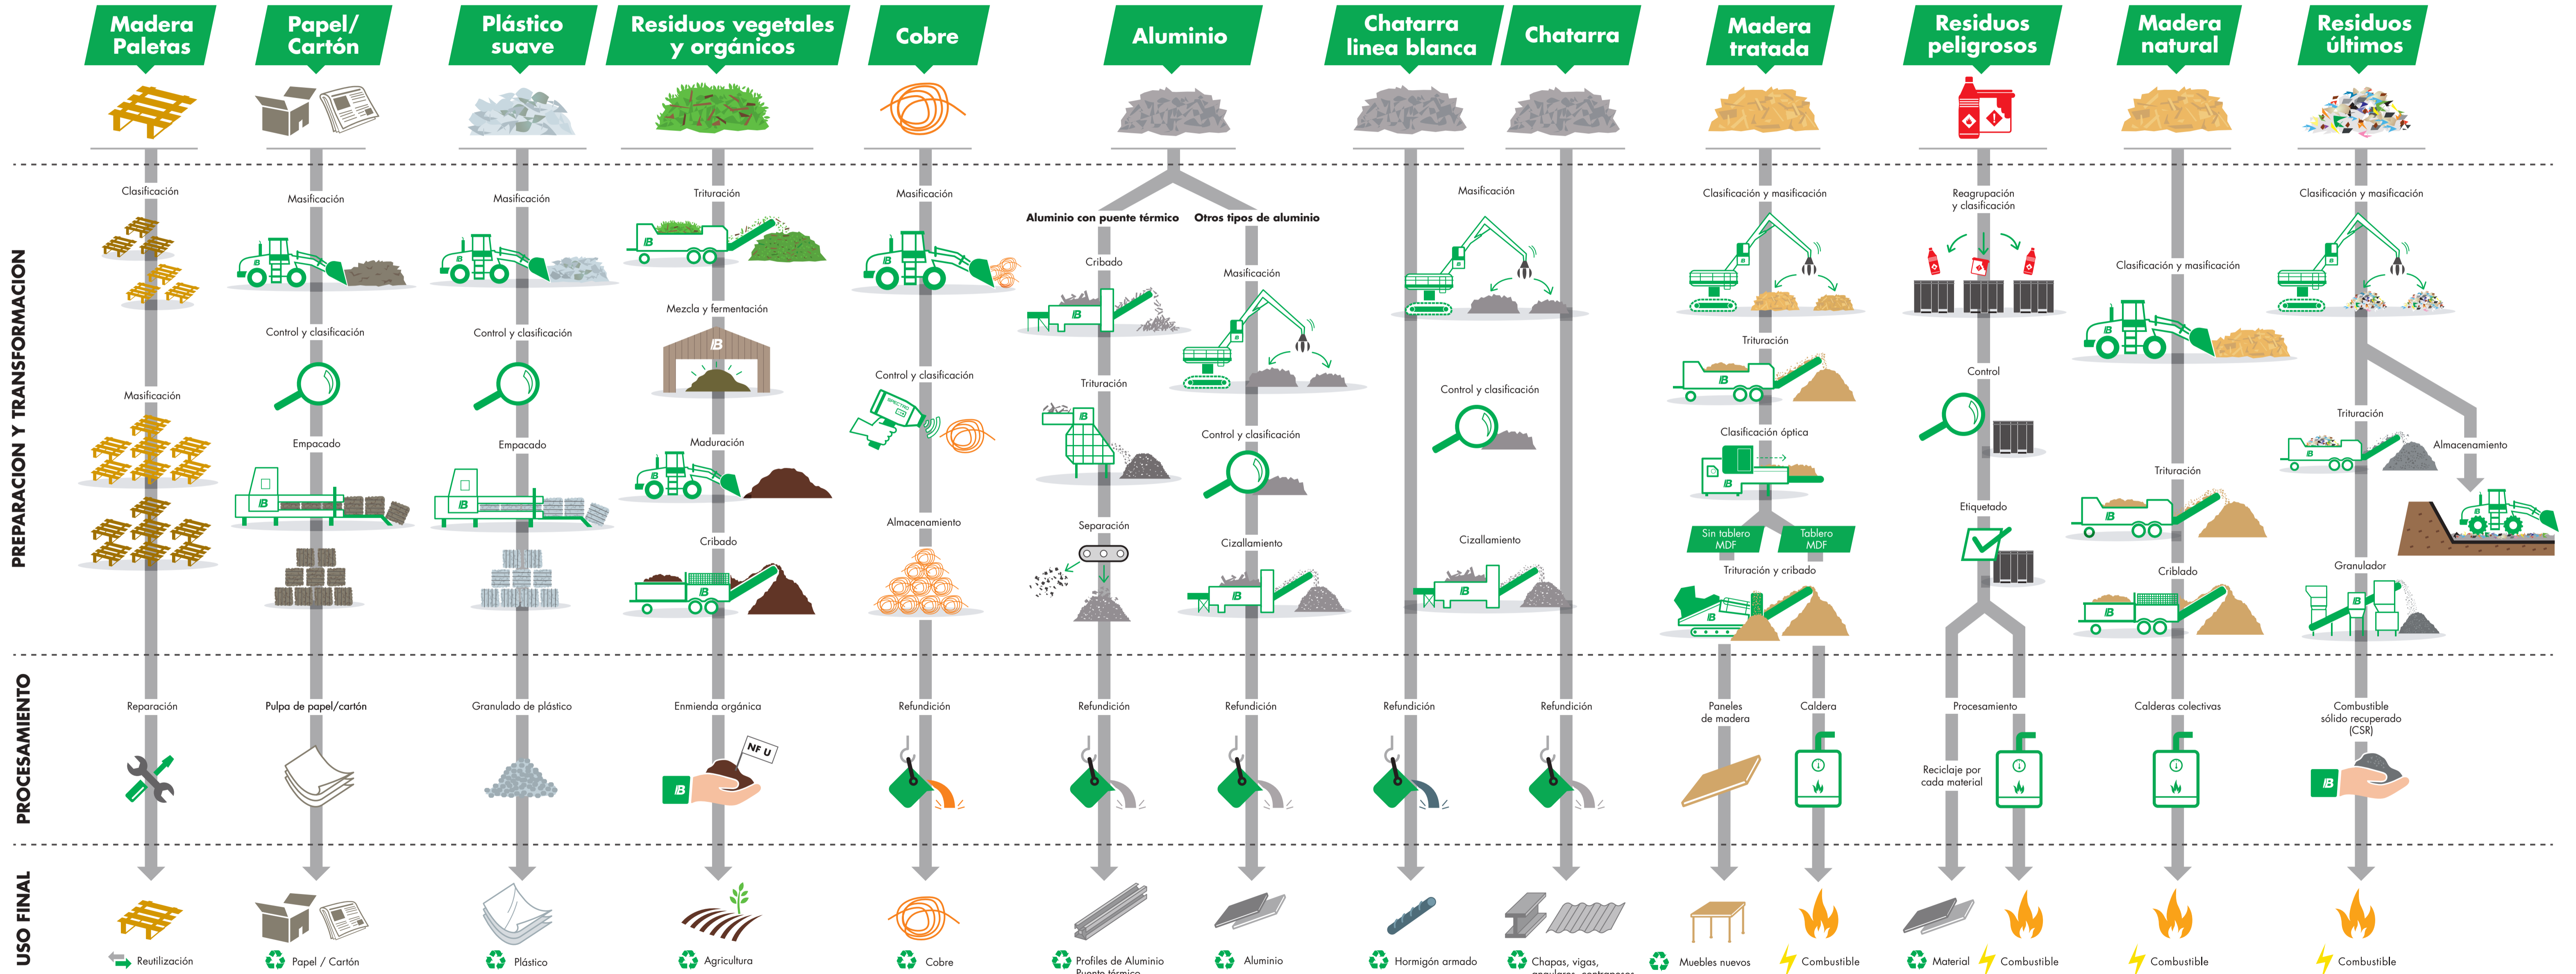 Madera
Paletas
Papel/
Cartón
Plástico
suave
Residuos vegetales
y orgánicos
Cobre
Aluminio
Chatarra
linea blanca
Chatarra
Madera
tratada
Residuos
peligrosos
Madera
natural
Residuos
últimos
PREPARACION Y TRANSFORMACION
Clasificación
Masificación
Masificación
Control y clasificación
Empacado
Masificación
Control y clasificación
Empacado
Trituración
Mezcla y fermentación
Maduración
Cribado
Masificación
Control y clasificación
SPECTRO
Almacenamiento
Aluminio con puente térmico
Cribado
Trituración
Separación
Otros tipos de aluminio
Masificación
Control y clasificación
Cizallamiento
Masificación
Control y clasificación
Cizallamiento
Clasificación y masificación
Trituración
Clasificación óptica
Sin tablero
MDF
Tablero
MDF
Trituración y cribado
Reagrupación
y clasificación
Control
Etiquetado
Clasificación y masificación
Trituración
Criblado
Clasificación y masificación
Trituración
Almacenamiento
Granulador
PROCESAMIENTO
Reparación
Pulpa de papel/cartón
Granulado de plástico
Enmienda orgánica
NF U
Refundición
Refundición
Refundición
Refundición
Refundición
Paneles
de madera
Caldera
Procesamiento
Reciclaje por
cada material
Calderas colectivas
Combustible
sólido recuperado
(CSR)
USO FINAL
Reutilización
Papel / Cartón
Plástico
Agricultura
Cobre
Profiles de Aluminio
Puente térmico
Aluminio
Hormigón armado
Chapas, vigas,
Muebles nuevos
Combustible
Material
Combustible
Combustible
Combustible